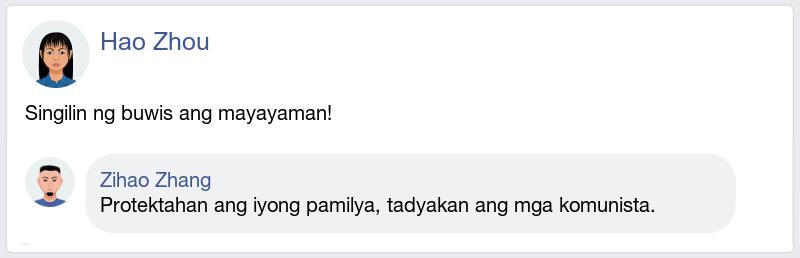 Hao Zhou
Singilin ng buwis ang mayayaman!
Zihao Zhang
Protektahan ang iyong pamilya, tadyakan ang mga komunista.